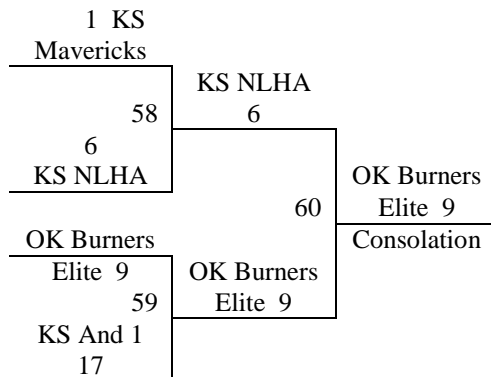 1 KS
Mavericks
KS NLHA
58
6
6
KS NLHA
OK Burners
60
Elite 9
OK Burners
Consolation
Elite 9
OK Burners
Elite 9
59
KS And 1
17